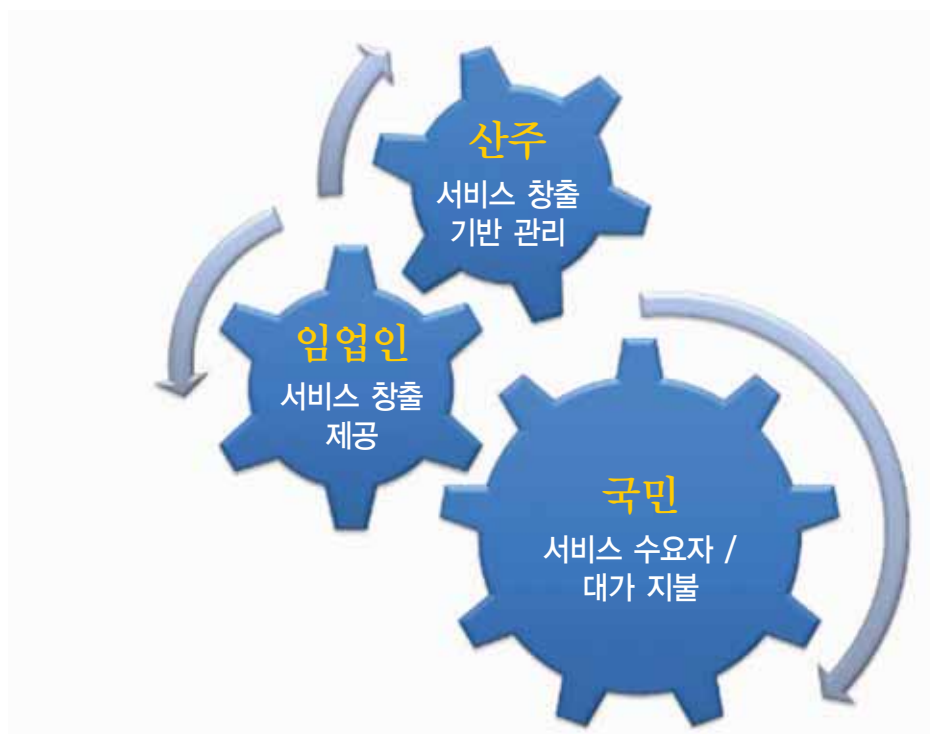 산주
서비스 창출
기반 관리
임업인
서비스 창출
제공
국민
서비스 수요자 /
대가 지불